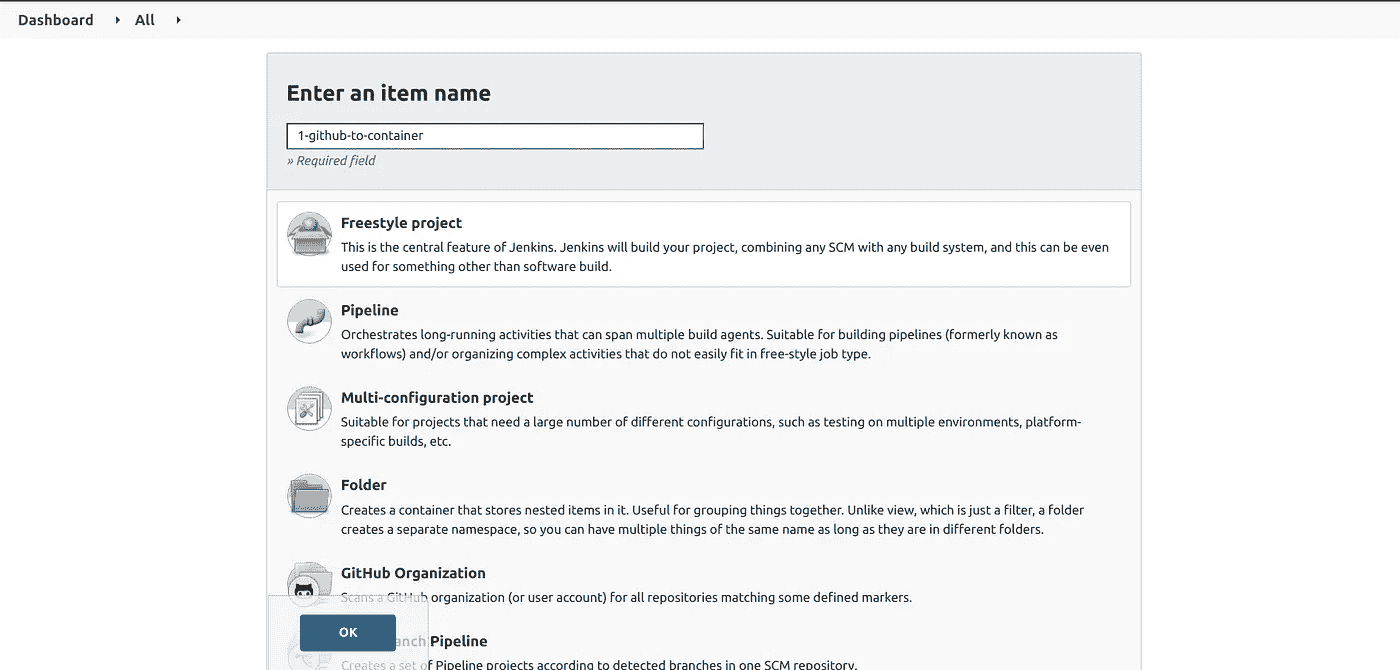 Dashboard All
Enter an item name
1-github-to-container
» Required field
Freestyle project
This is the central feature of Jenkins. Jenkins will build your project, combining any SCM with any build system, and this can be even
used for something other than software build.
Pipeline
Orchestrates long-running activities that can span multiple build agents. Suitable for building pipelines (formerly known as
workflows) and/or organizing complex activities that do not easily fit in free-style job type.
Multi-configuration project
Suitable for projects that need a large number of different configurations, such as testing on multiple environments, platform-
specific builds, etc.
Folder
Creates a container that stores nested items in it. Useful for grouping things together. Unlike view, which is just a filter, a folder
creates a separate namespace, so you can have multiple things of the same name as long as they are in different folders.
GitHub Organization
Scans a GitHub organization (or user account) for all repositories matching some defined markers.
OK
Pipeline
Creates a set of Pipeline projects according to detected branches in one SCM repository.